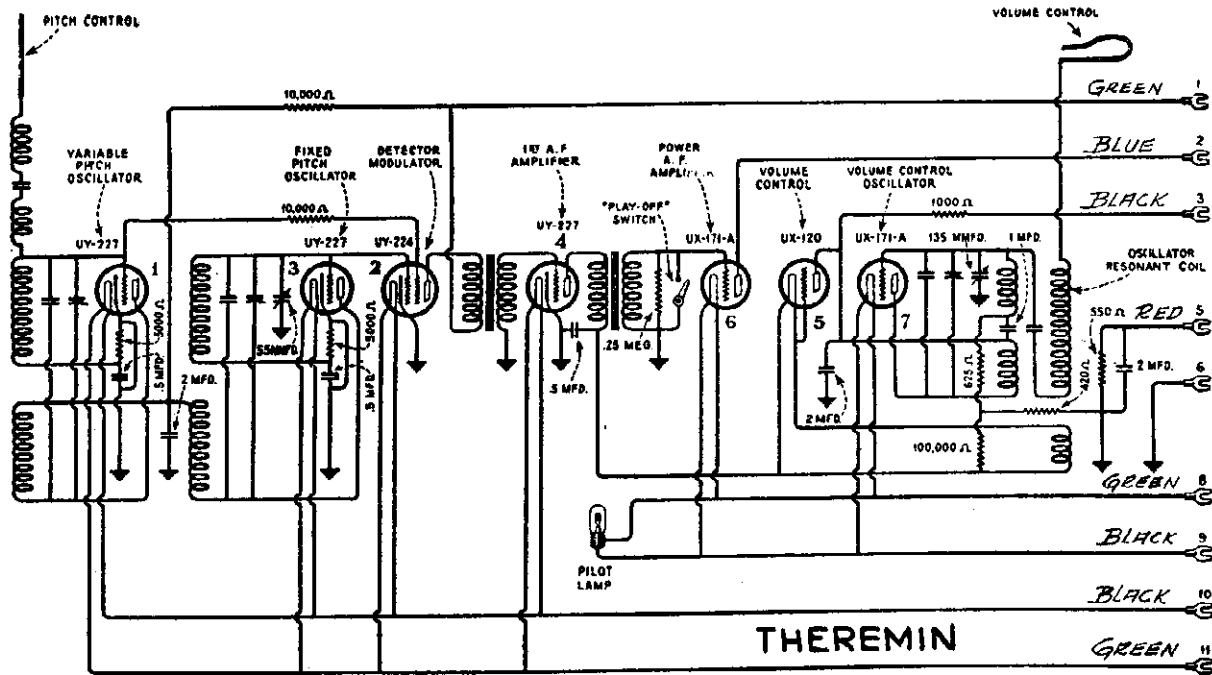 PITCH CONTROL
VOLUME CONTROL
10,000 Ω
GREEN 1
VARIABLE
PITCH
OSCILLATOR
FIXED
PITCH
OSCILLATOR
DETECTOR
MODULATOR
1ST A.F
AMPLIFIER
POWER
A.F.
AMPLIFIER
BLUE 2
VOLUME
CONTROL
VOLUME CONTROL
OSCILLATOR
BLACK 3
10,000 Ω
"PLAY-OFF"
SWITCH
1000 Ω
UY-227
UY-227
UY-224
UY-227
UX-171-A
UX-120
UX-171-A
135 MMFD.
1 MFD.
OSCILLATOR
RESONANT COIL
1
3
2
4
6
5
7
5000 Ω
.5 MFD.
2 MFD.
55MMFD.
5000 Ω
.5 MFD.
.5 MFD.
.25 MEG.
.2 MFD.
625 Ω
550 Ω
420 Ω
2 MFD.
RED 5
6
100,000 Ω
GREEN 8
PILOT
LAMP
BLACK 9
BLACK 10
THEREMIN
GREEN 11